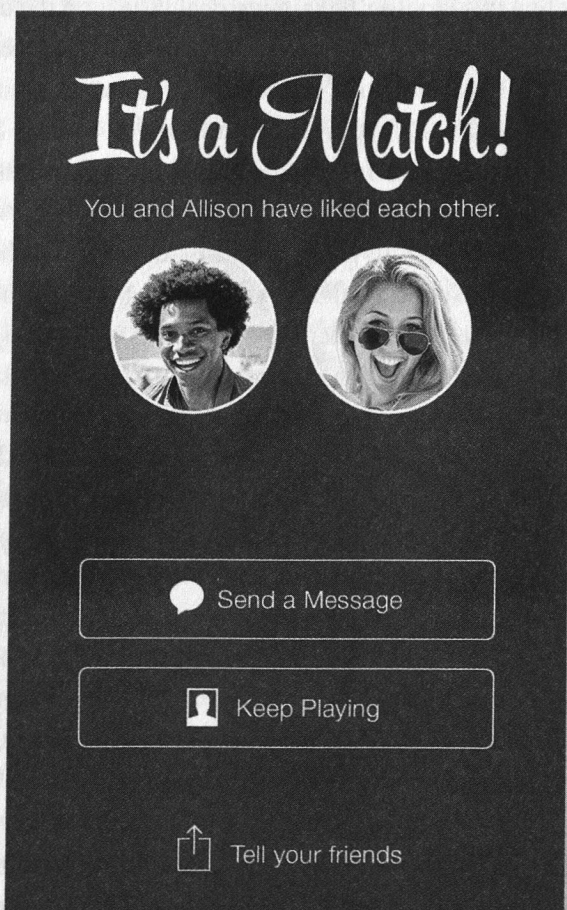 It's a Match!
You and Allison have liked each other.
Send a Message
Keep Playing
Tell your friends